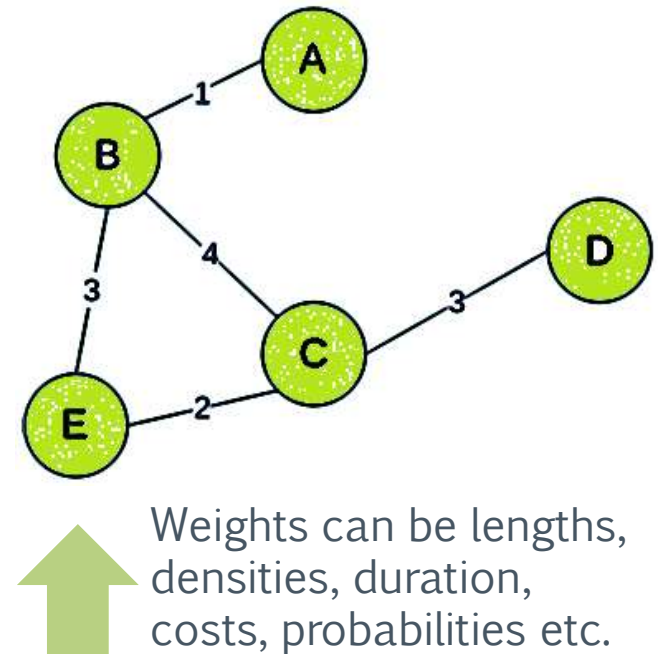 A
1
B
4
D
3
3
C
2
E
Weights can be lengths,
densities, duration,
costs, probabilities etc.